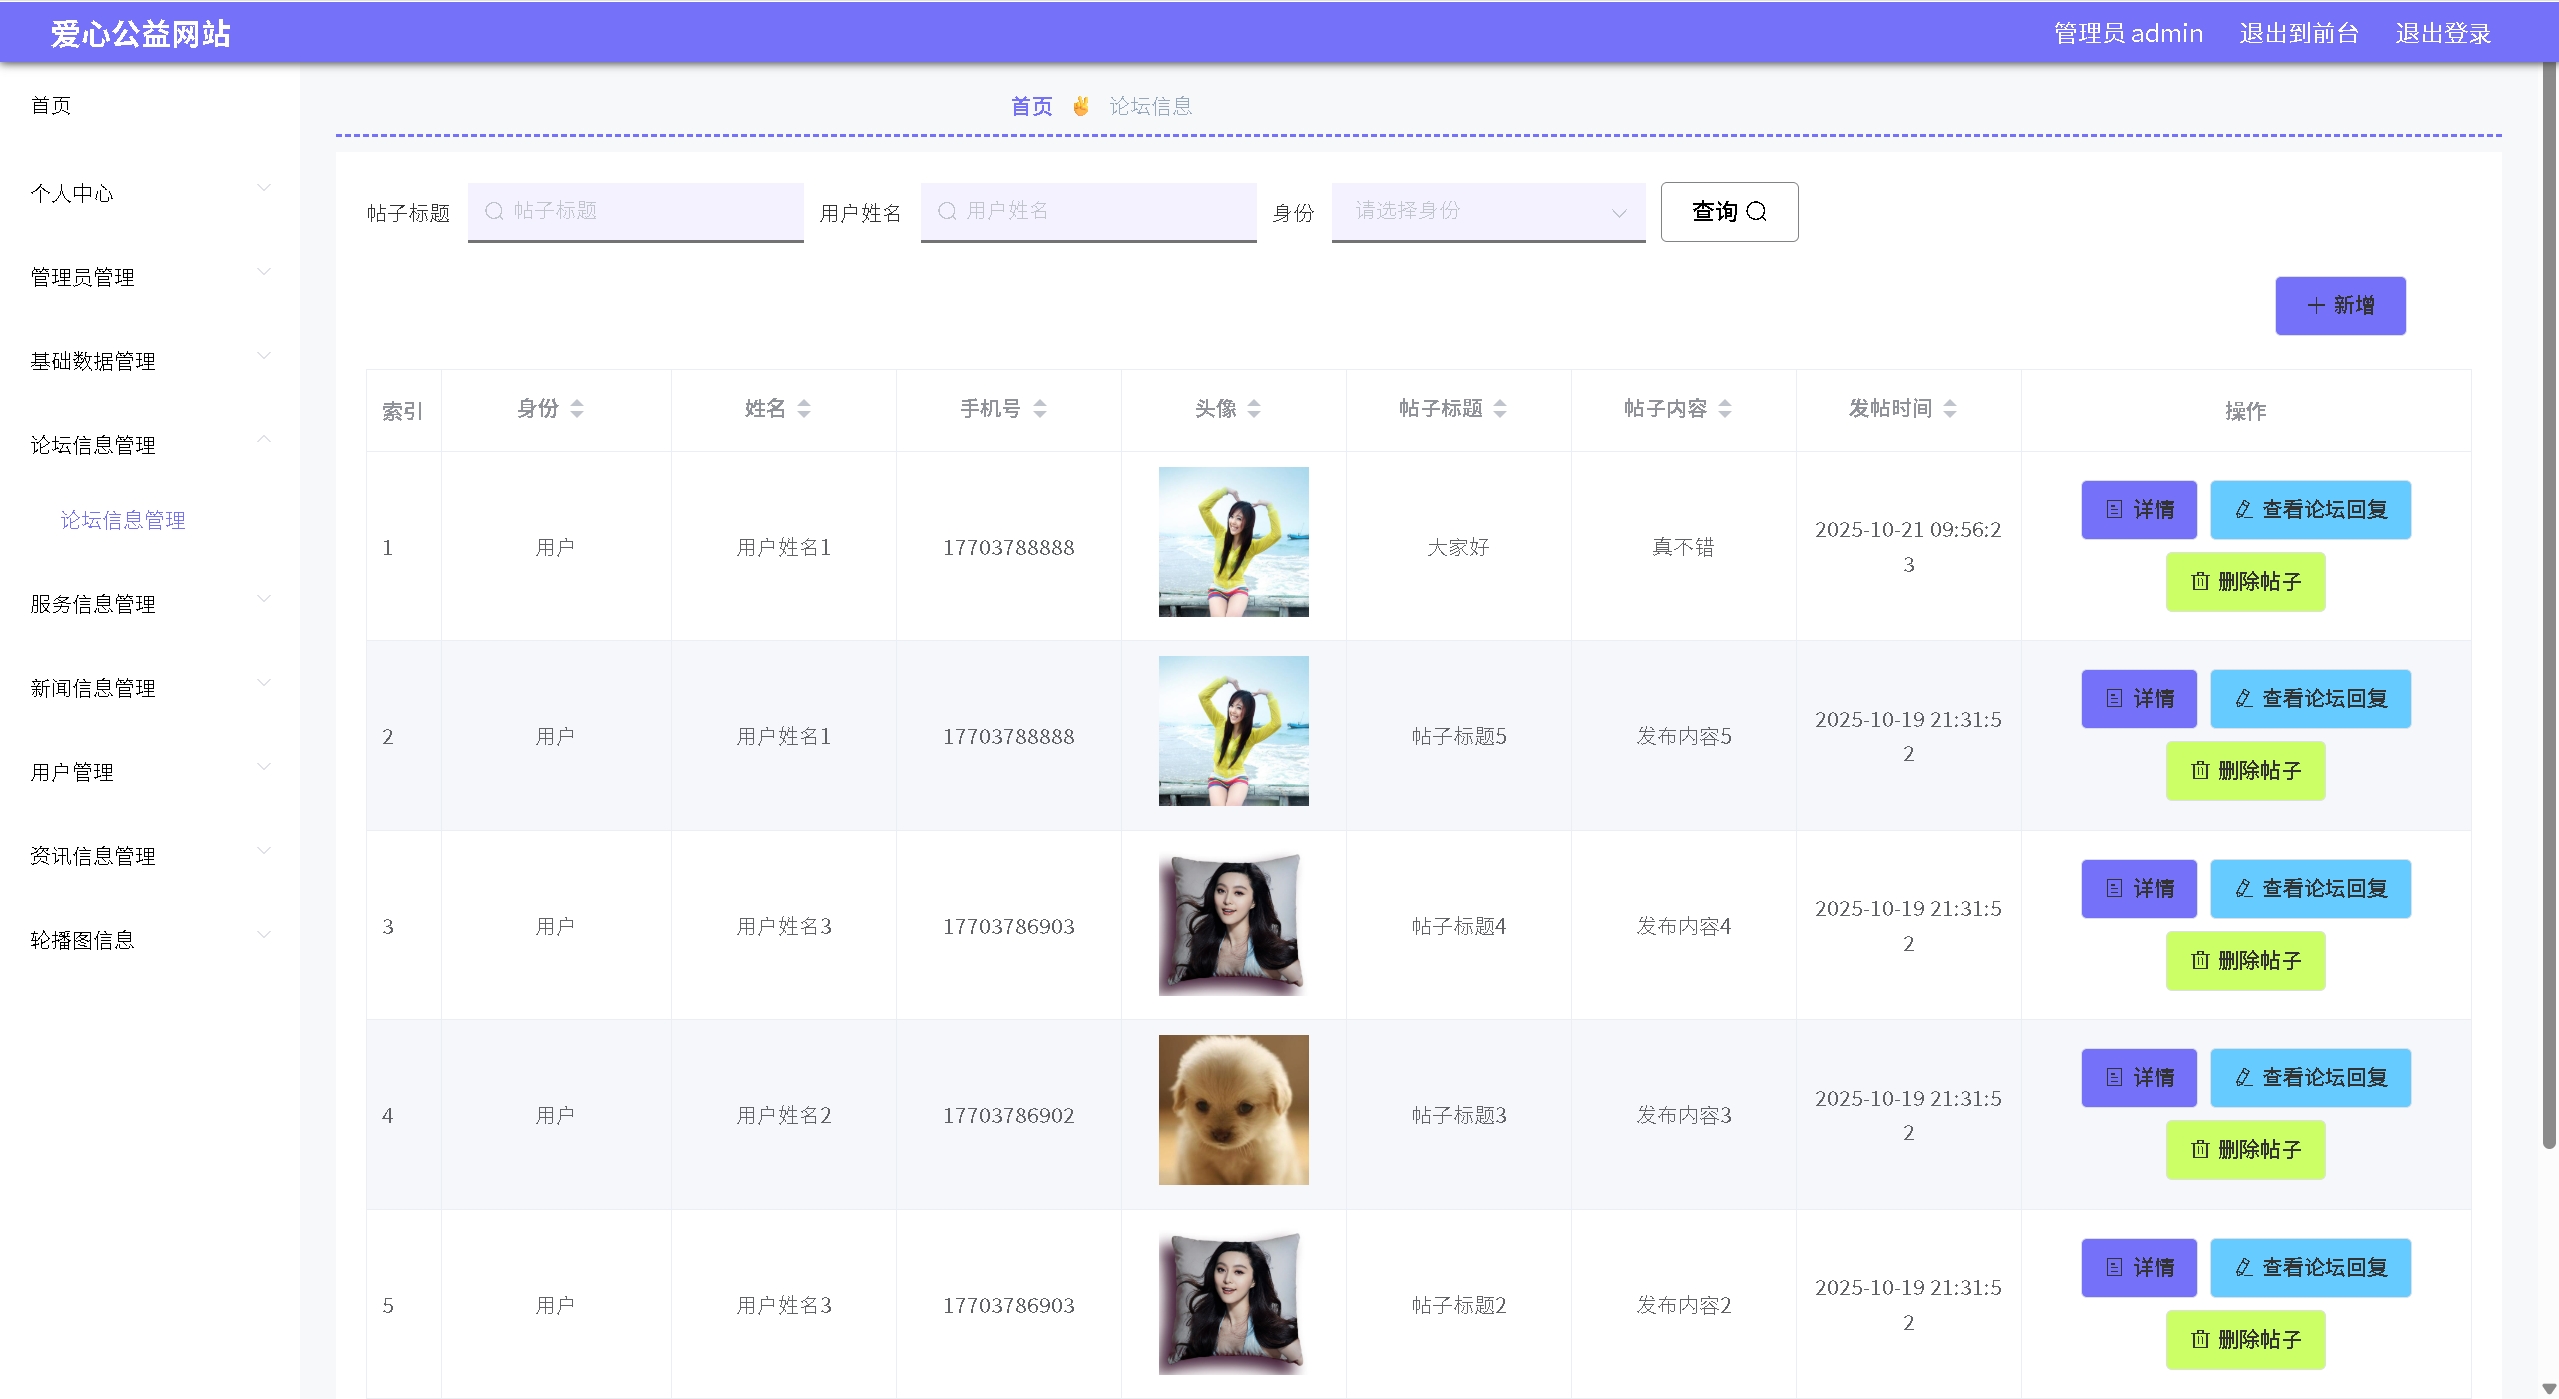 爱心公益网站
管理员 admin 退出到前台 退出登录
首页
个人中心
管理员管理
基础数据管理
论坛信息管理
论坛信息管理
服务信息管理
新闻信息管理
用户管理
资讯信息管理
轮播图信息
首页 ✌ 论坛信息
帖子标题 帖子标题 用户姓名 用户姓名 身份 请选择身份 查询
新增
索引 身份 姓名 手机号 头像 帖子标题 帖子内容 发帖时间 操作
1 用户 用户姓名1 17703788888 大家好 真不错 2025-10-21 09:56:2
3
详情 查看论坛回复
删除帖子
2 用户 用户姓名1 17703788888 帖子标题5 发布内容5 2025-10-19 21:31:5
2
详情 查看论坛回复
删除帖子
3 用户 用户姓名3 17703786903 帖子标题4 发布内容4 2025-10-19 21:31:5
2
详情 查看论坛回复
删除帖子
4 用户 用户姓名2 17703786902 帖子标题3 发布内容3 2025-10-19 21:31:5
2
详情 查看论坛回复
删除帖子
5 用户 用户姓名3 17703786903 帖子标题2 发布内容2 2025-10-19 21:31:5
2
详情 查看论坛回复
删除帖子